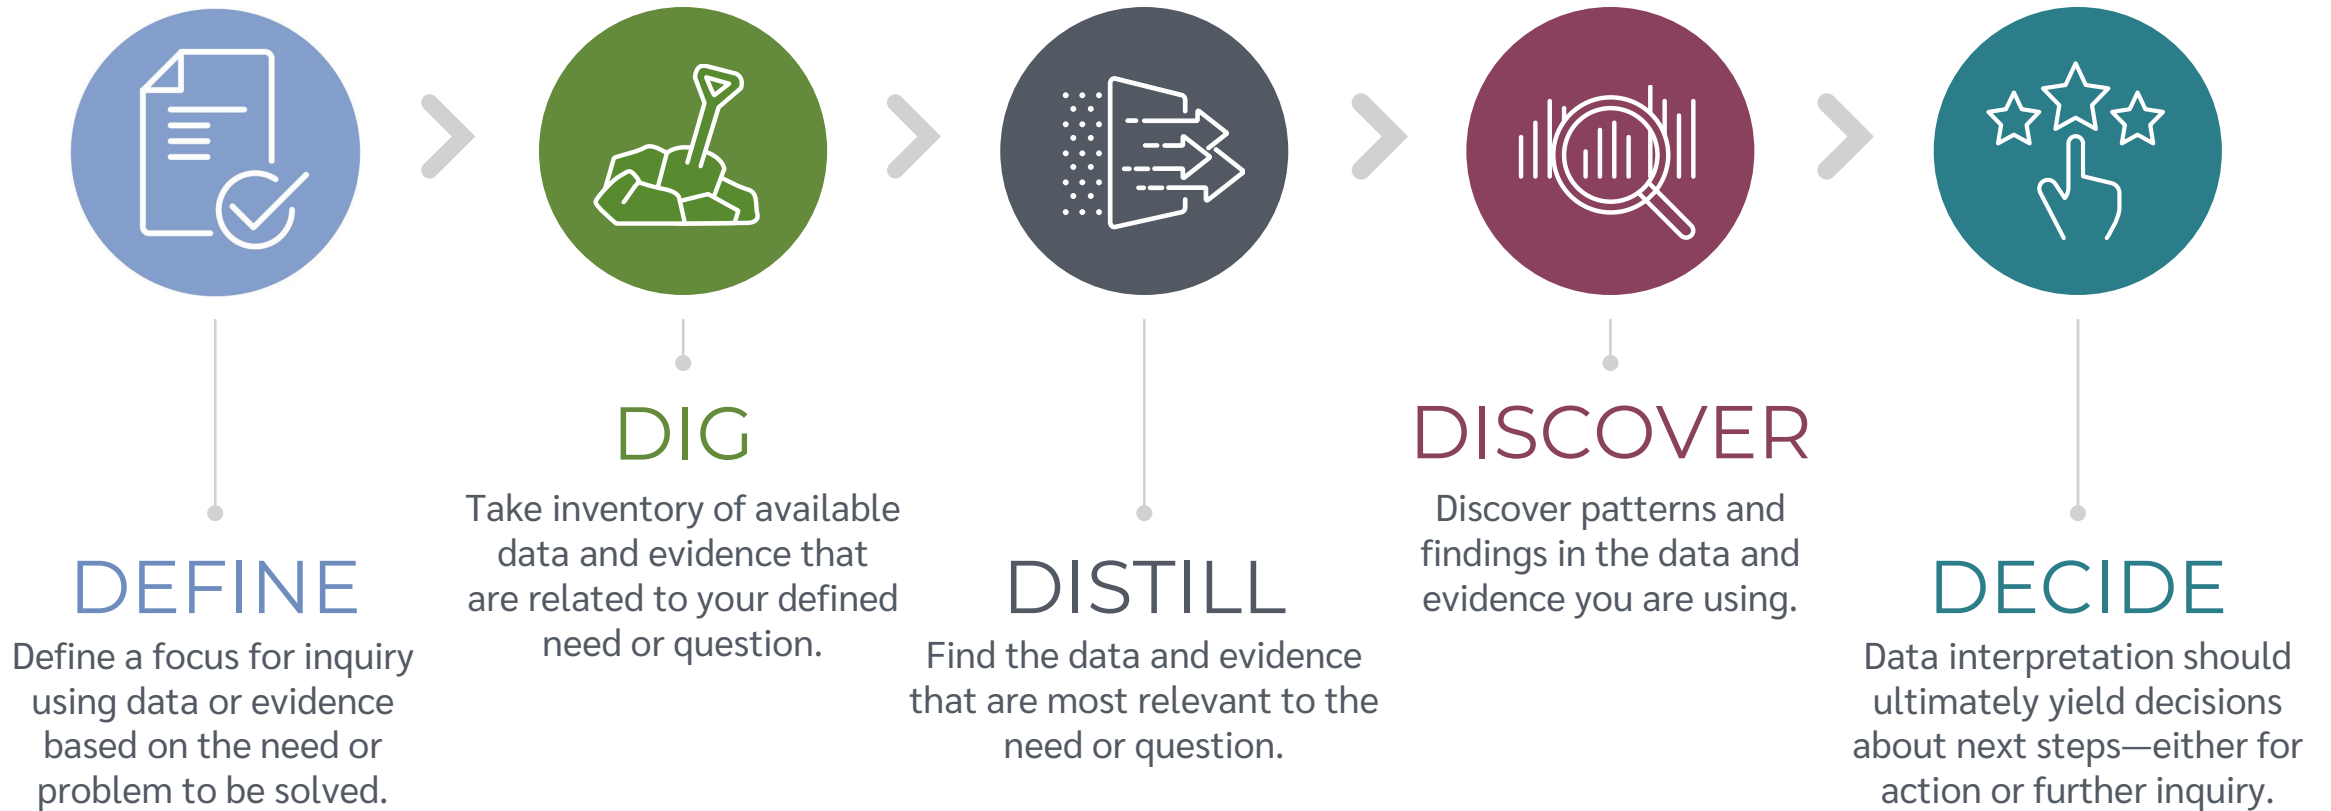 DEFINE
Define a focus for inquiry
using data or evidence
based on the need or
problem to be solved.
DIG
Take inventory of available
data and evidence that
are related to your defined
need or question.
DISTILL
Find the data and evidence
that are most relevant to the
need or question.
DISCOVER
Discover patterns and
findings in the data and
evidence you are using.
DECIDE
Data interpretation should
ultimately yield decisions
about next steps—either for
action or further inquiry.